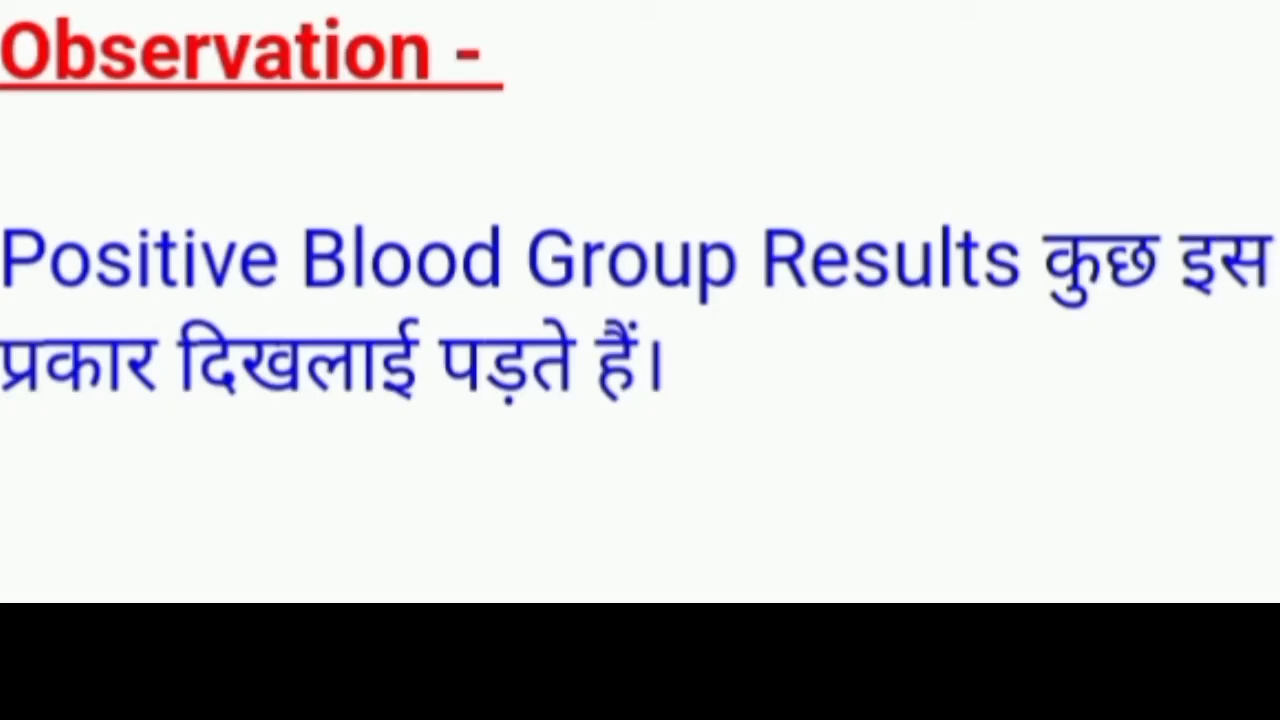 Observation -
Positive Blood Group Results कुछ इस
प्रकार दिखलाई पड़ते हैं।